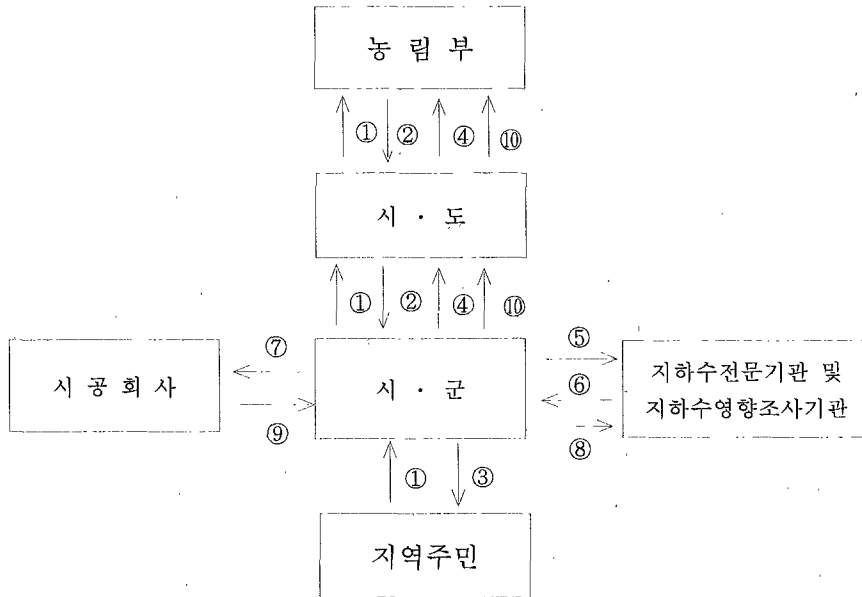 농 림 부
① ② ④ ⑩
시 · 도
① ② ④ ⑩
시 공 회 사
⑦
⑨
시 · 군
⑤
⑥
⑧
지하수전문기관 및
지하수영향조사기관
① ③
지역주민